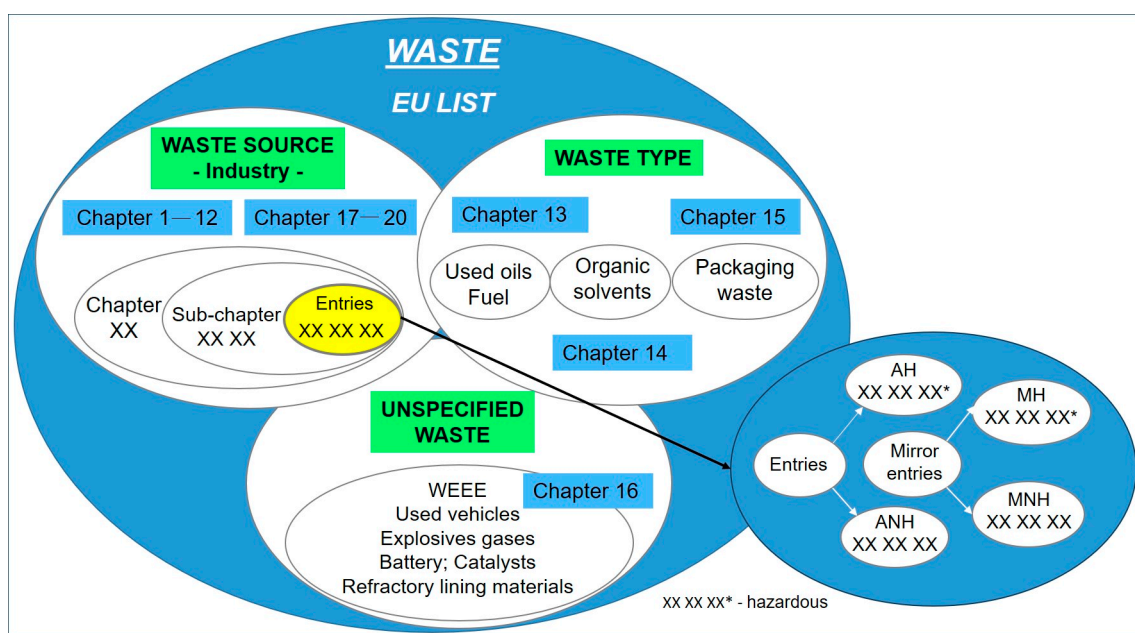 WASTE
EU LIST
WASTE SOURCE
- Industry -
Chapter 1— 12
Chapter 17— 20
Chapter
XX
Sub-chapter
XX XX
Entries
XX XX XX
WASTE TYPE
Chapter 13
Chapter 15
Used oils
Fuel
Organic
solvents
Packaging
waste
Chapter 14
UNSPECIFIED
WASTE
Chapter 16
WEEE
Used vehicles
Explosives gases
Battery; Catalysts
Refractory lining materials
Entries
AH
XX XX XX*
ANH
XX XX XX
Mirror
entries
MH
XX XX XX*
MNH
XX XX XX
XX XX XX* - hazardous